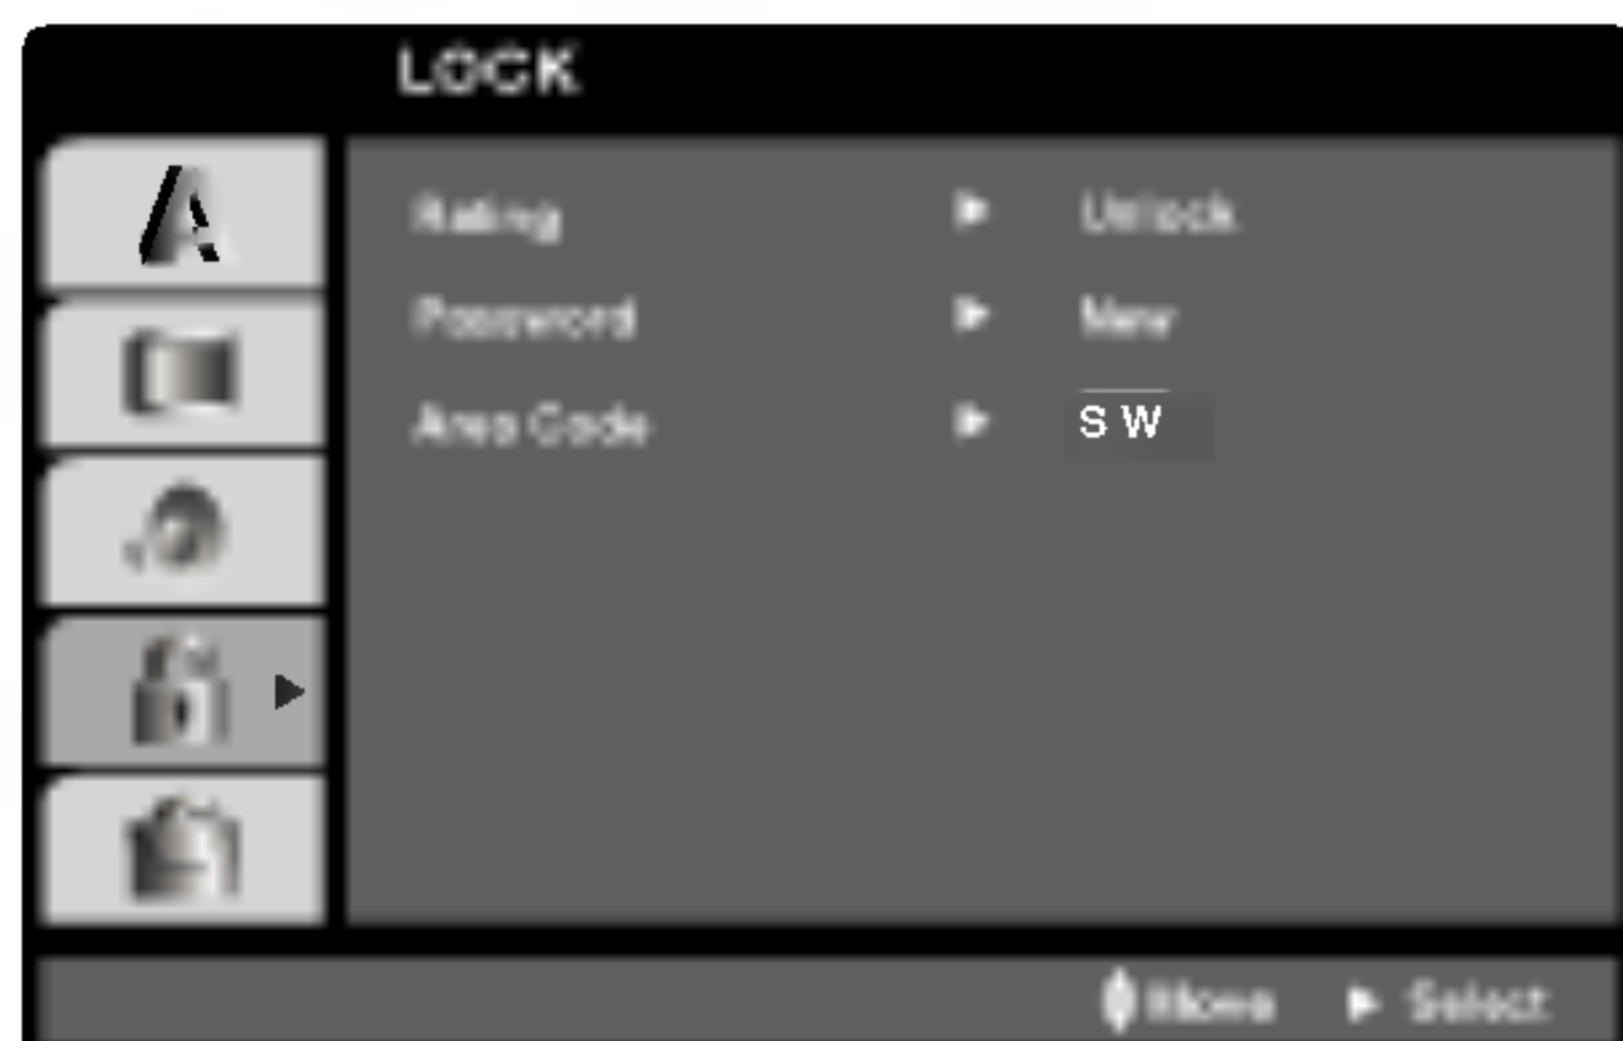 LOCK
Rating ▶ Unlock
Password ▶ New
Area Code ▶ S W
Move ▶ Select